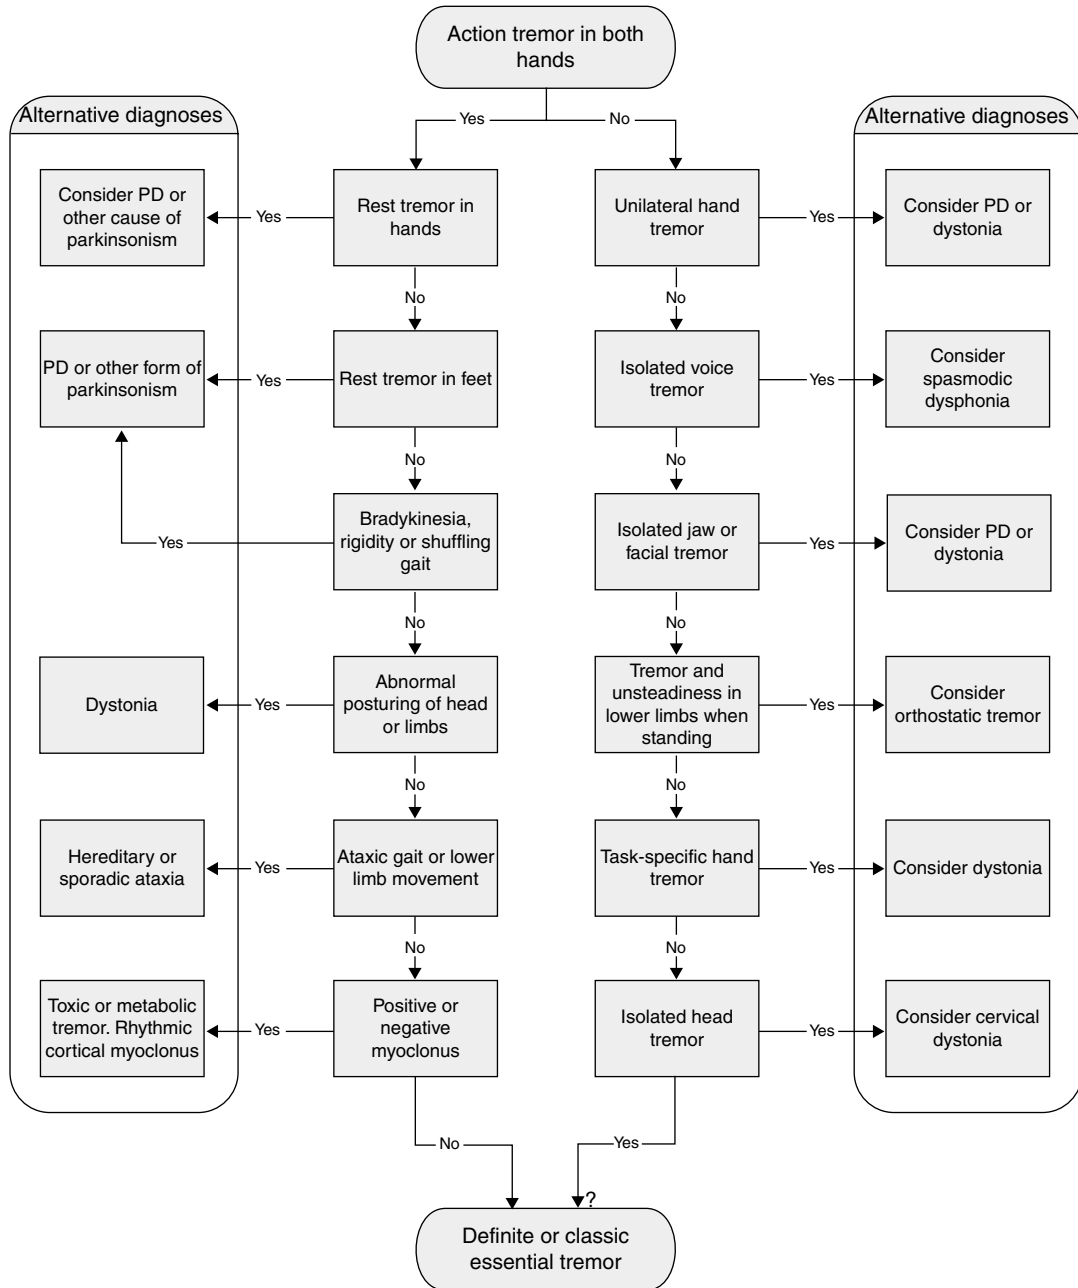 Action tremor in both
hands
Alternative diagnoses
Alternative diagnoses
Yes
No
Consider PD or
other cause of
parkinsonism
Yes
Rest tremor in
hands
Unilateral hand
tremor
Yes
Consider PD or
dystonia
No
No
PD or other form of
parkinsonism
Yes
Rest tremor in feet
Isolated voice
tremor
Yes
Consider
spasmodic
dysphonia
No
No
Yes
Bradykinesia,
rigidity or shuffling
gait
Isolated jaw or
facial tremor
Yes
Consider PD or
dystonia
No
No
Dystonia
Yes
Abnormal
posturing of head
or limbs
Tremor and
unsteadiness in
lower limbs when
standing
Yes
Consider
orthostatic tremor
No
No
Hereditary or
sporadic ataxia
Yes
Ataxic gait or lower
limb movement
Task-specific hand
tremor
Yes
Consider dystonia
No
No
Toxic or metabolic
tremor. Rhythmic
cortical myoclonus
Yes
Positive or
negative
myoclonus
Isolated head
tremor
Yes
Consider cervical
dystonia
No
Yes
?
Definite or classic
essential tremor